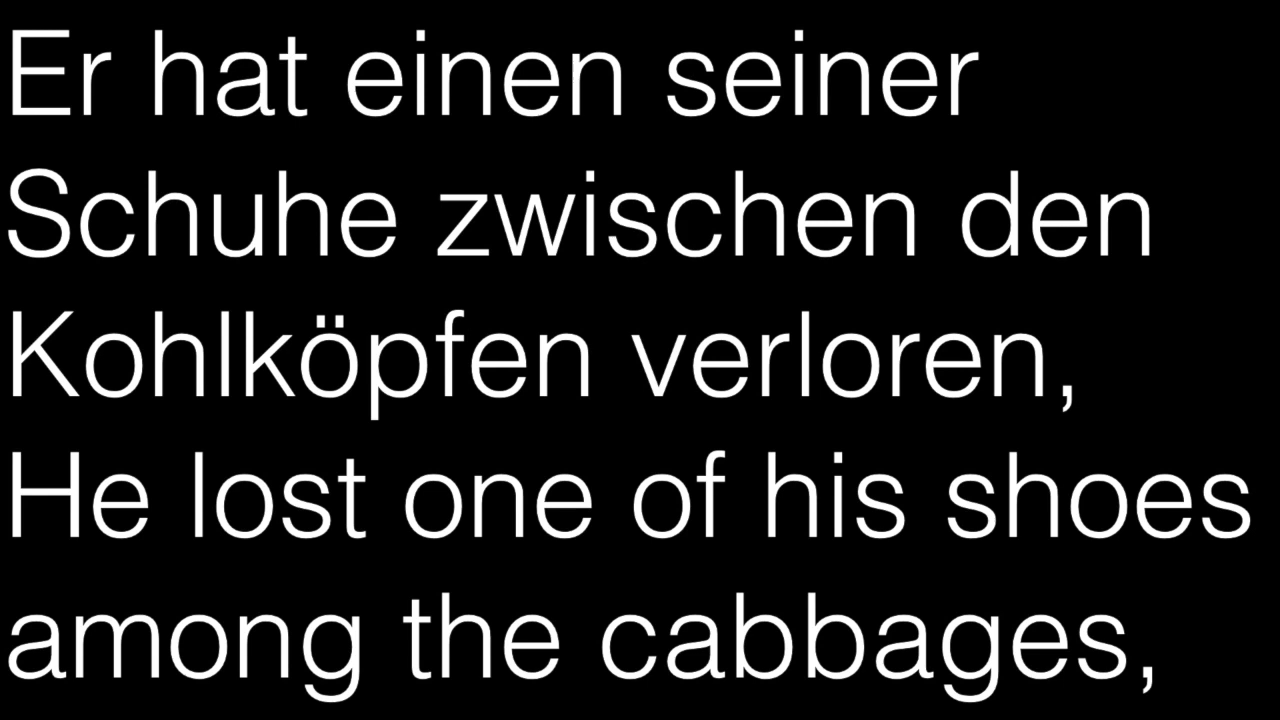 Er hat einen seiner
Schuhe zwischen den
Kohlköpfen verloren,
He lost one of his shoes
among the cabbages,